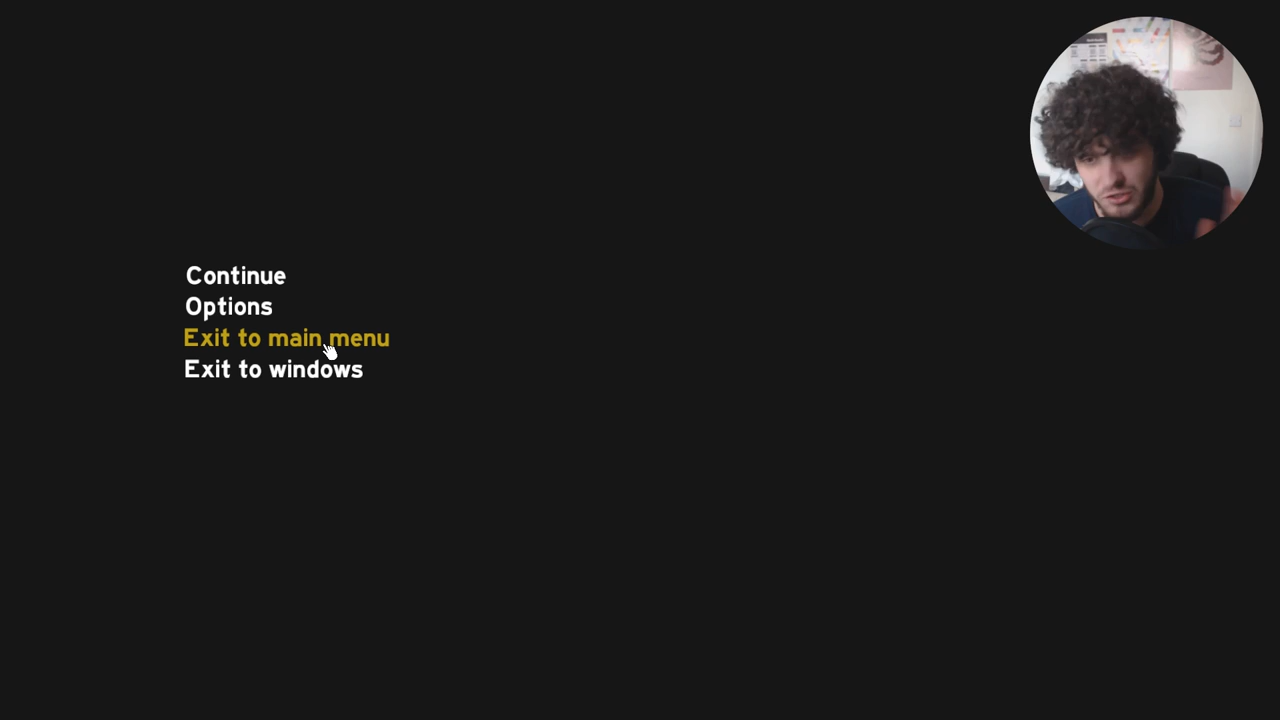 Continue
Options
Exit to main menu
Exit to windows